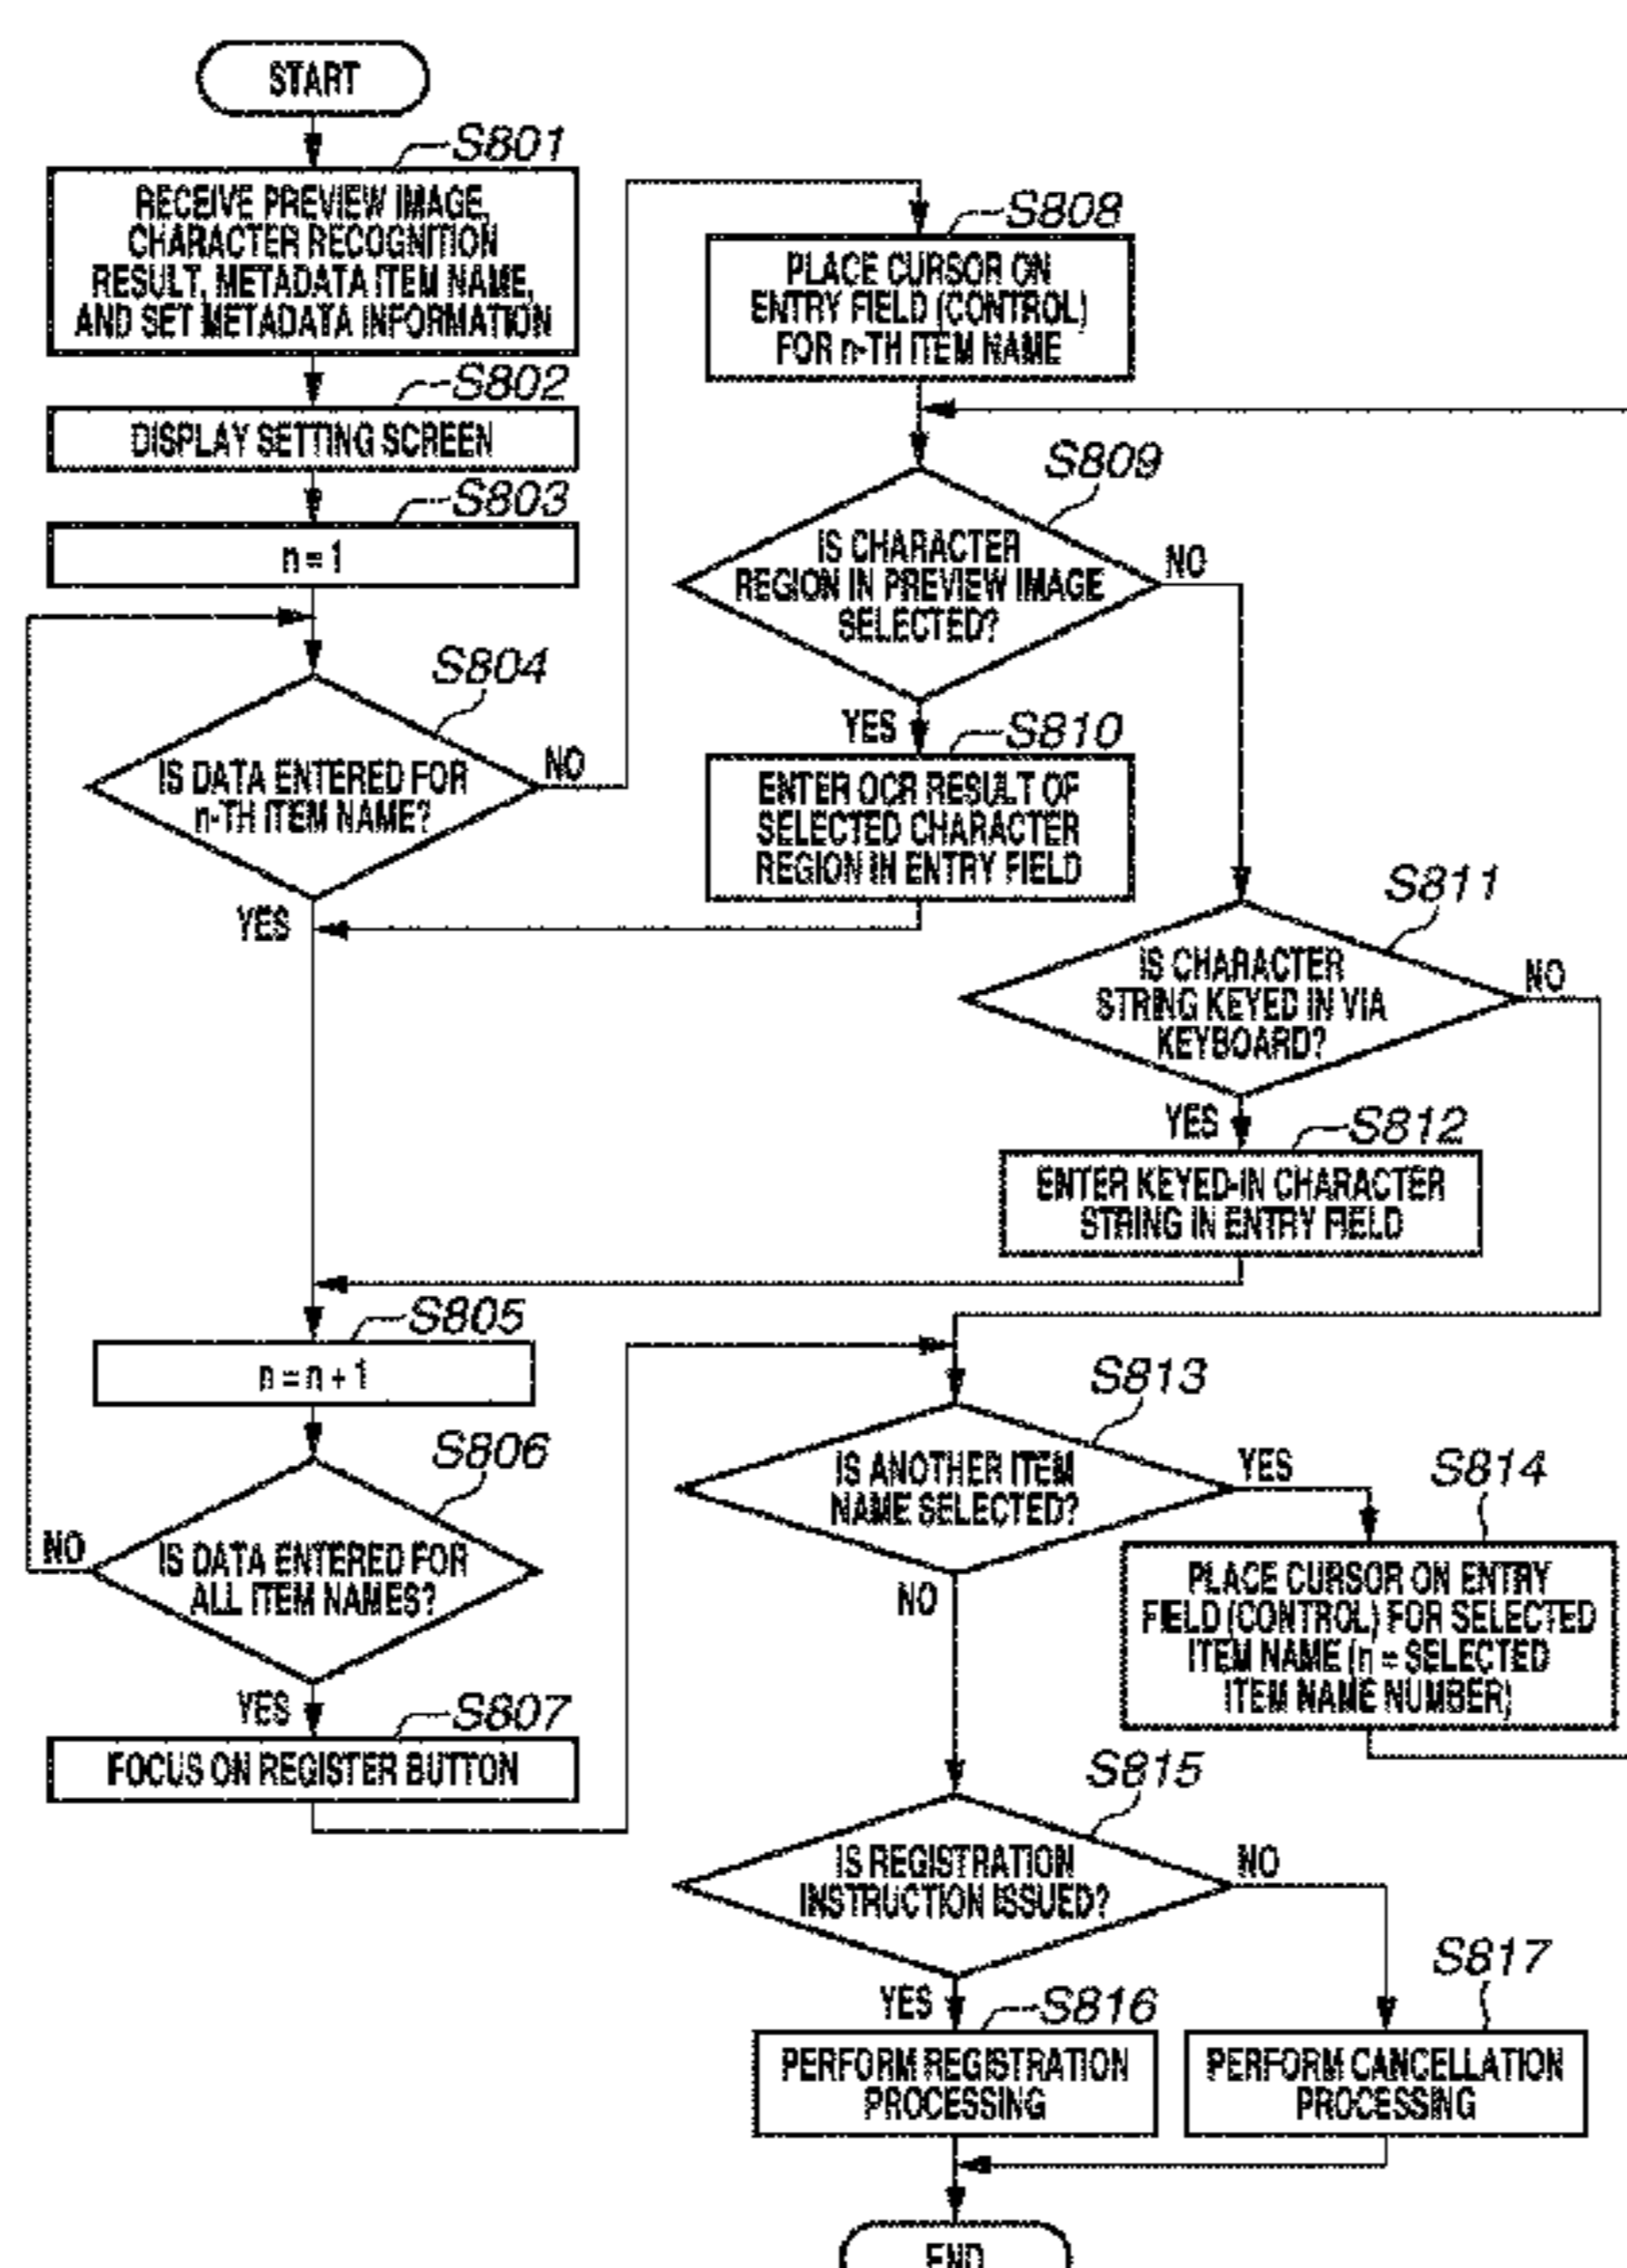 START
S801
RECEIVE PREVIEW IMAGE,
CHARACTER RECOGNITION
RESULT, METADATA ITEM NAME,
AND SET METADATA INFORMATION
S802
DISPLAY SETTING SCREEN
S803
n = 1
S804
IS DATA ENTERED FOR
n-TH ITEM NAME?
NO
YES
S805
n = n + 1
S806
IS DATA ENTERED FOR
ALL ITEM NAMES?
NO
YES
S807
FOCUS ON REGISTER BUTTON
S808
PLACE CURSOR ON
ENTRY FIELD (CONTROL)
FOR n-TH ITEM NAME
S809
IS CHARACTER
REGION IN PREVIEW IMAGE
SELECTED?
NO
YES
S810
ENTER OCR RESULT OF
SELECTED CHARACTER
REGION IN ENTRY FIELD
S811
IS CHARACTER
STRING KEYED IN VIA
KEYBOARD?
NO
YES
S812
ENTER KEYED-IN CHARACTER
STRING IN ENTRY FIELD
S813
IS ANOTHER ITEM
NAME SELECTED?
YES
NO
S814
PLACE CURSOR ON ENTRY
FIELD (CONTROL) FOR SELECTED
ITEM NAME (n = SELECTED
ITEM NAME NUMBER)
S815
IS REGISTRATION
INSTRUCTION ISSUED?
NO
YES
S816
PERFORM REGISTRATION
PROCESSING
S817
PERFORM CANCELLATION
PROCESSING
END